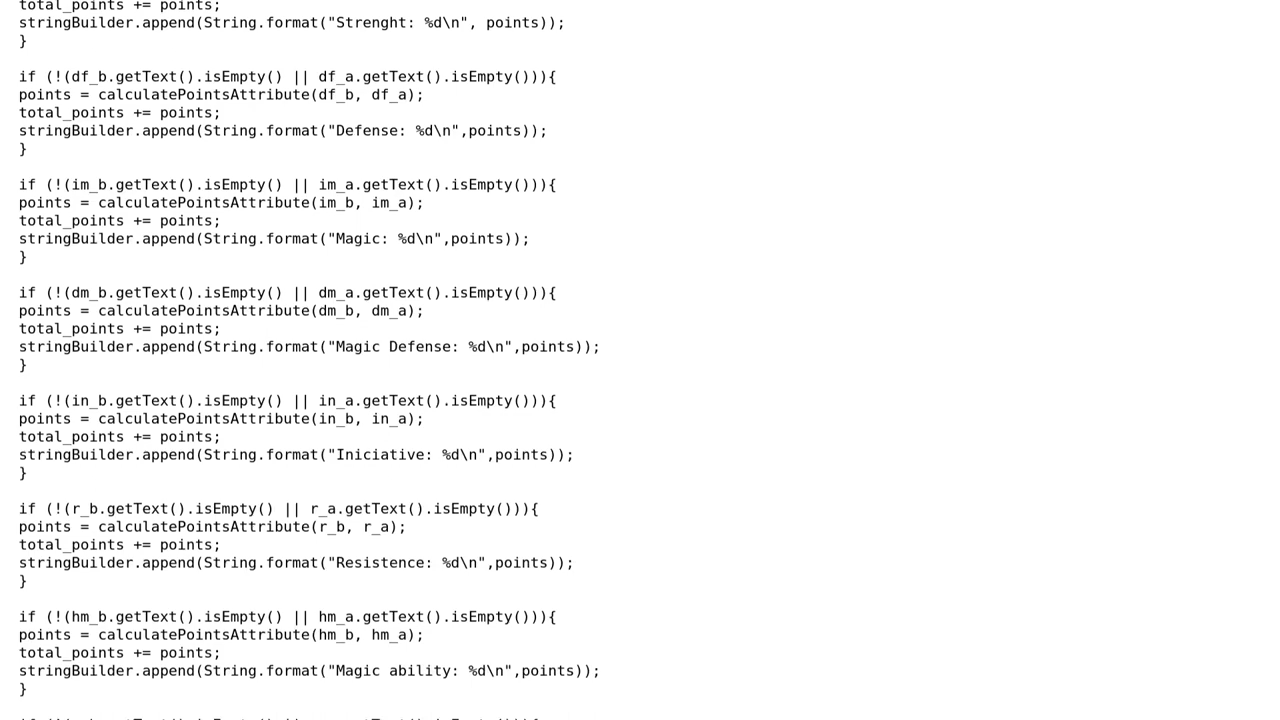 total_points += points;
stringBuilder.append(String.format("Strenght: %d\n", points));
}
if (!(df_b.getText().isEmpty() || df_a.getText().isEmpty())){
points = calculatePointsAttribute(df_b, df_a);
total_points += points;
stringBuilder.append(String.format("Defense: %d\n",points));
}
if (!(im_b.getText().isEmpty() || im_a.getText().isEmpty())){
points = calculatePointsAttribute(im_b, im_a);
total_points += points;
stringBuilder.append(String.format("Magic: %d\n",points));
}
if (!(dm_b.getText().isEmpty() || dm_a.getText().isEmpty())){
points = calculatePointsAttribute(dm_b, dm_a);
total_points += points;
stringBuilder.append(String.format("Magic Defense: %d\n",points));
}
if (!(in_b.getText().isEmpty() || in_a.getText().isEmpty())){
points = calculatePointsAttribute(in_b, in_a);
total_points += points;
stringBuilder.append(String.format("Iniciative: %d\n",points));
}
if (!(r_b.getText().isEmpty() || r_a.getText().isEmpty())){
points = calculatePointsAttribute(r_b, r_a);
total_points += points;
stringBuilder.append(String.format("Resistence: %d\n",points));
}
if (!(hm_b.getText().isEmpty() || hm_a.getText().isEmpty())){
points = calculatePointsAttribute(hm_b, hm_a);
total_points += points;
stringBuilder.append(String.format("Magic ability: %d\n",points));
}